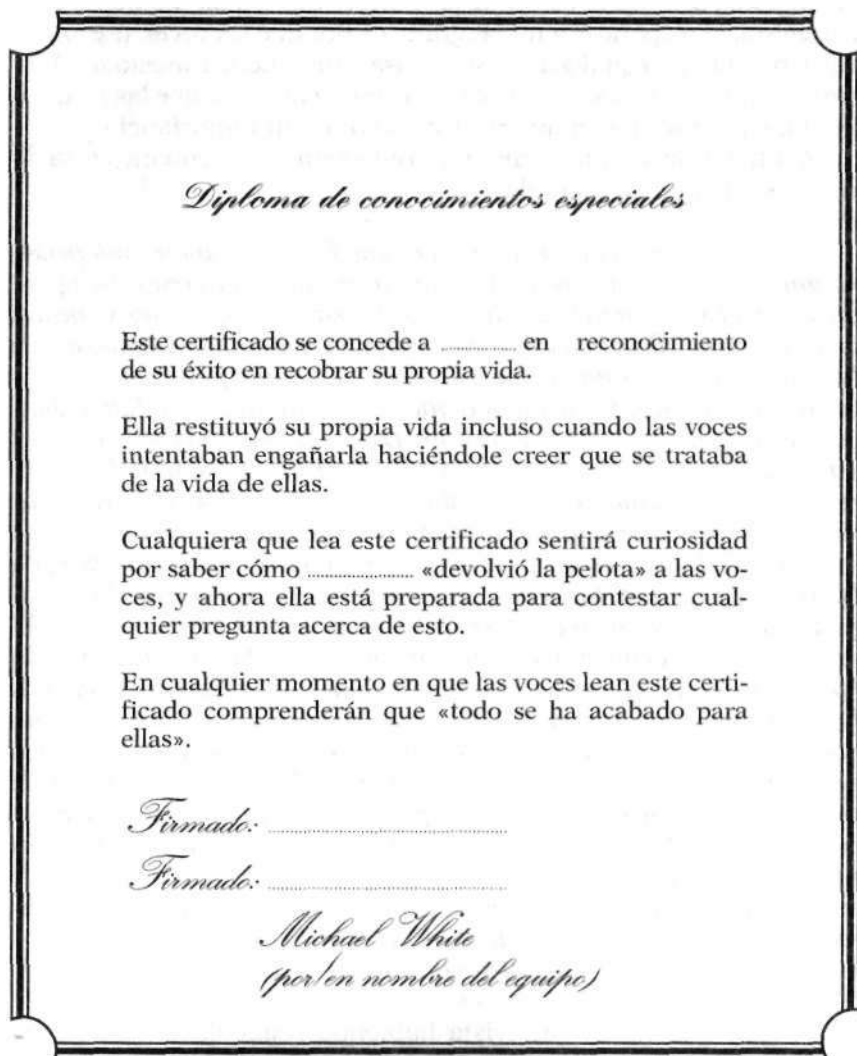 Diploma de conocimientos especiales
Este certificado se concede a ............... en reconocimiento
de su éxito en recobrar su propia vida.
Ella restituyó su propia vida incluso cuando las voces
intentaban engañarla haciéndole creer que se trataba
de la vida de ellas.
Cualquiera que lea este certificado sentirá curiosidad
por saber cómo ..................... «devolvió la pelota» a las vo-
ces, y ahora ella está preparada para contestar cual-
quier pregunta acerca de esto.
En cualquier momento en que las voces lean este certi-
ficado comprenderán que «todo se ha acabado para
ellas».
Firmado: ................................................
Firmado: ................................................
Michael White
(por/en nombre del equipo)